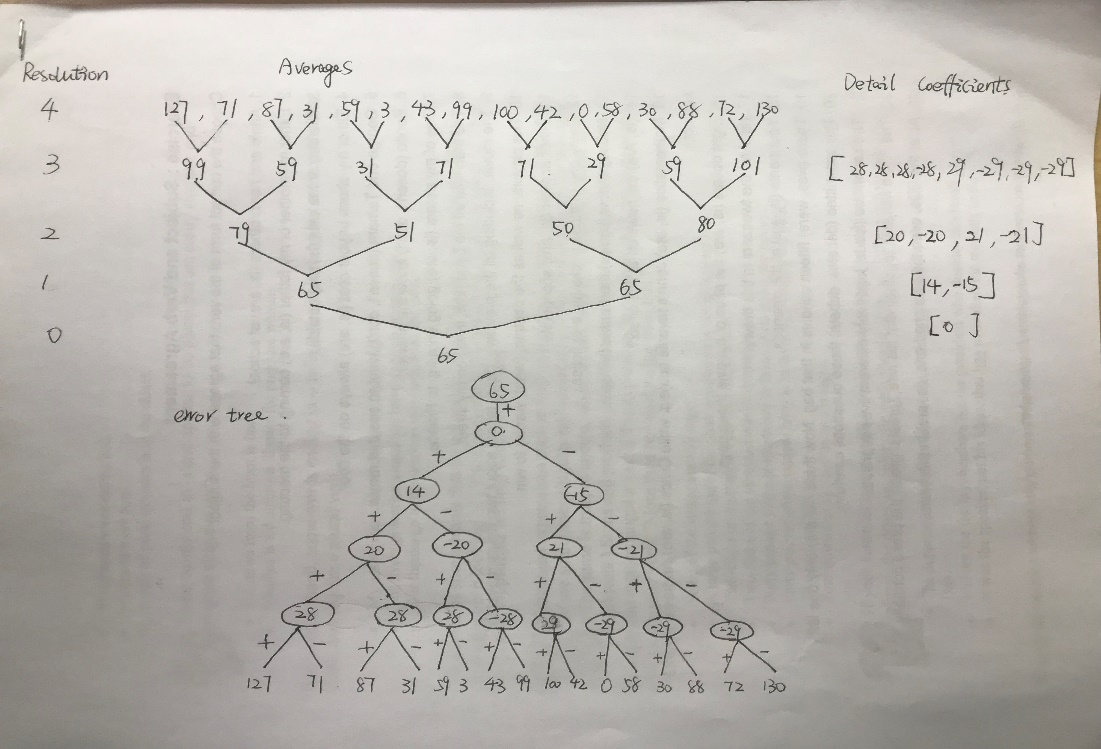 Resolution Averages Detail Coefficients
4 127, 71, 87, 31, 59, 3, 43, 99, 100, 42, 0, 58, 30, 88, 72, 130
3 99 59 31 71 71 29 59 101 [28,28,28,-28,29,-29,-29,-29]
2 79 51 50 80 [20,-20,21,-21]
1 65 65 [14,-15]
0 [0]
65
65
error tree.
+
0
+ -
14 -15
+ - + -
20 -20 21 -21
+ - + - + - + -
28 28 28 -28 29 -29 -29 -29
+ - + - + - + - + - + - + - + -
127 71 87 31 59 3 43 99 100 42 0 58 30 88 72 130